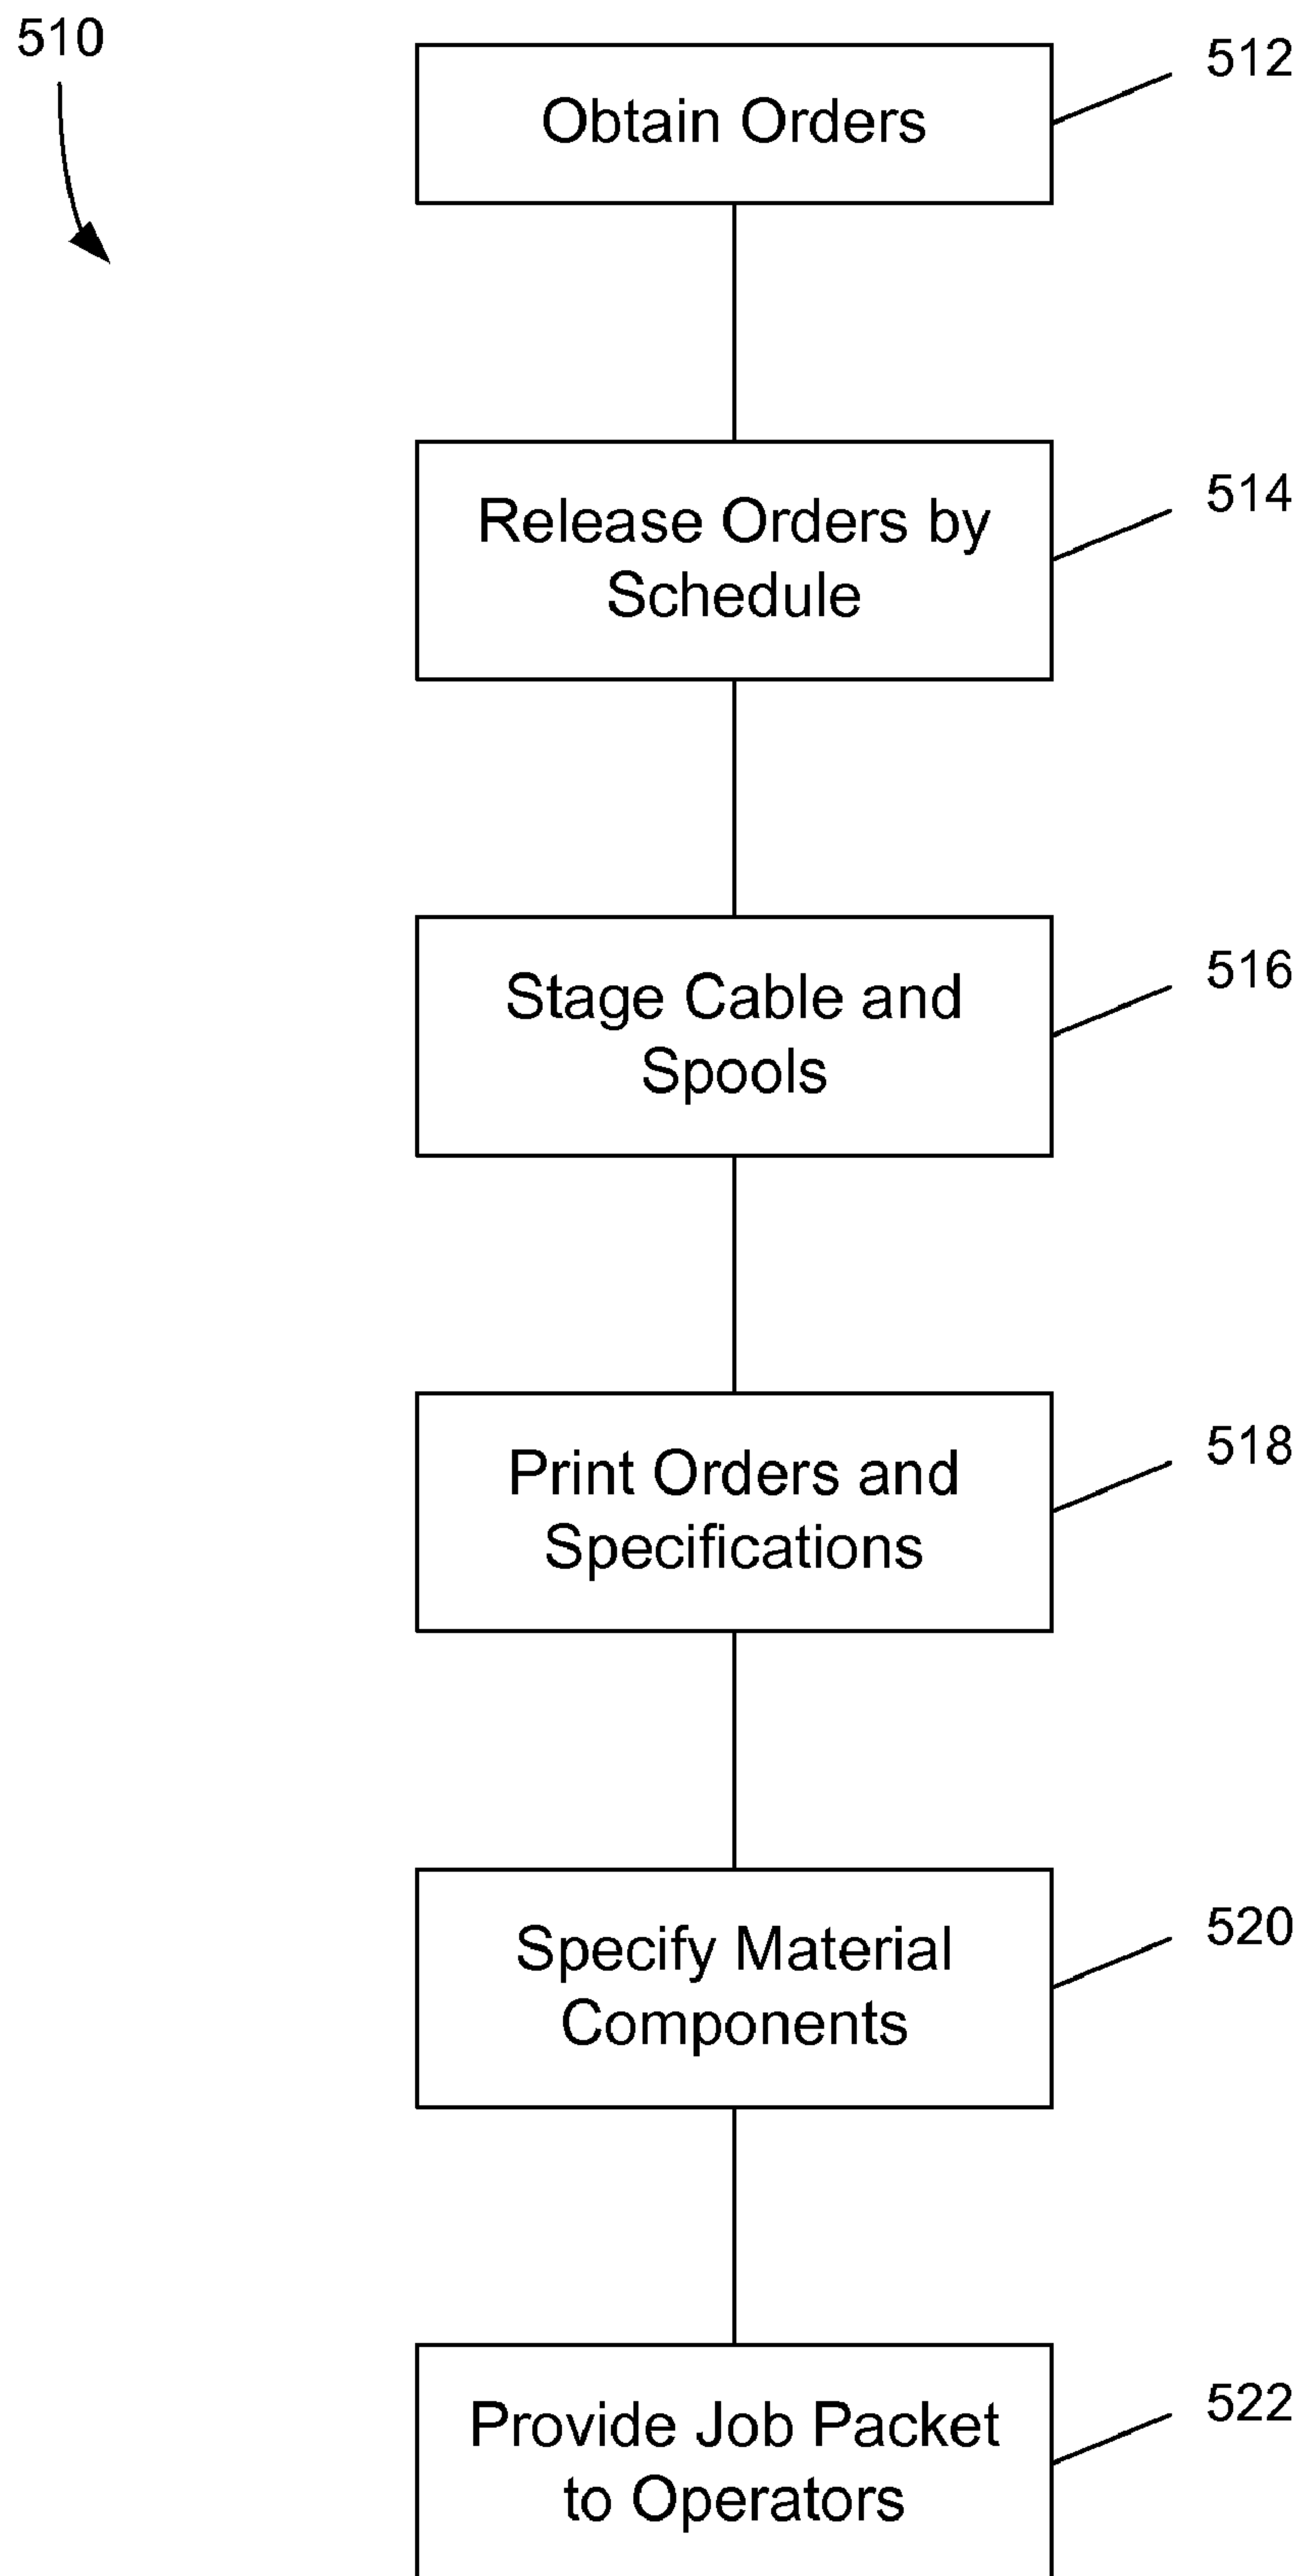 510
512
Obtain Orders
514
Release Orders by
Schedule
516
Stage Cable and
Spools
518
Print Orders and
Specifications
520
Specify Material
Components
522
Provide Job Packet
to Operators